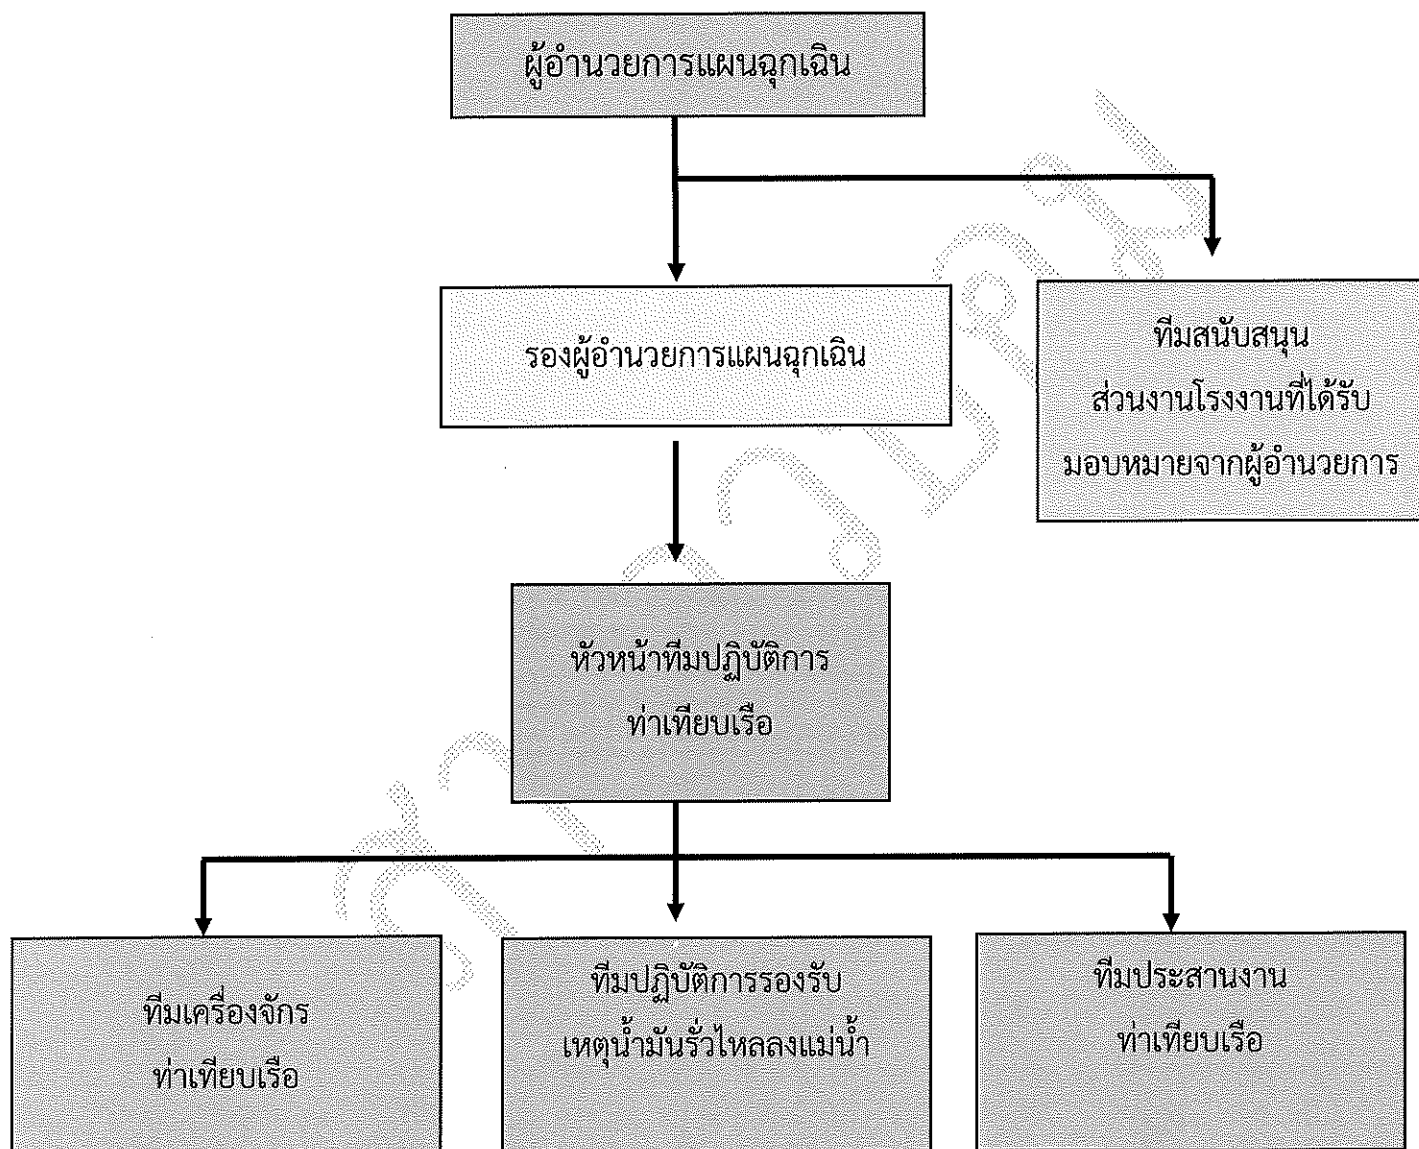 ผู้อำนวยการแผนฉุกเฉิน
รองผู้อำนวยการแผนฉุกเฉิน
ทีมสนับสนุน
ส่วนงานโรงงานที่ได้รับ
มอบหมายจากผู้อำนวยการ
หัวหน้าทีมปฏิบัติการ
ท่าเทียบเรือ
ทีมเครื่องจักร
ท่าเทียบเรือ
ทีมปฏิบัติการรองรับ
เหตุน้ำมันรั่วไหลลงแม่น้ำ
ทีมประสานงาน
ท่าเทียบเรือ